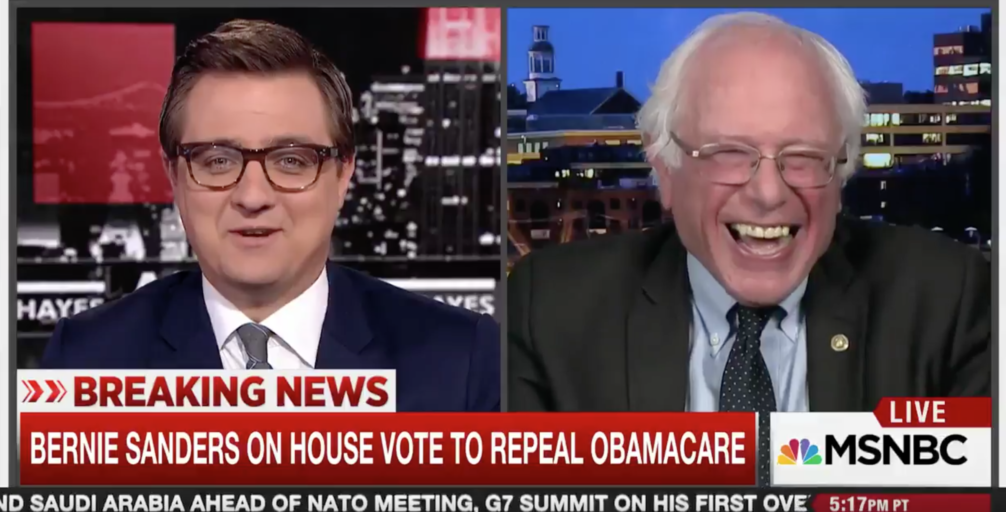 HAYES
BREAKING NEWS
BERNIE SANDERS ON HOUSE VOTE TO REPEAL OBAMACARE
LIVE
MSNBC
ND SAUDI ARABIA AHEAD OF NATO MEETING, G7 SUMMIT ON HIS FIRST OVE
5:17PM PT